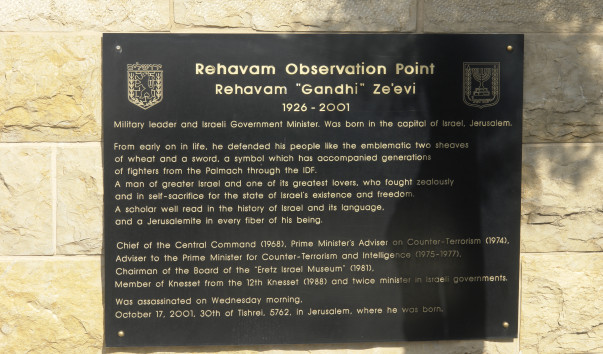 Rehavam Observation Point
Rehavam "Gandhi" Ze'evi
1926 - 2001
Military leader and Israeli Government Minister. Was born in the capital of Israel, Jerusalem.
From early on in life, he defended his people like the emblematic two sheaves
of wheat and a sword, a symbol which has accompanied generations
of fighters from the Palmach through the IDF.
A man of greater Israel and one of its greatest lovers, who fought zealously
and in self-sacrifice for the state of Israel's existence and freedom.
A scholar well read in the history of Israel and its language,
and a Jerusalemite in every fiber of his being.
Chief of the Central Command (1968), Prime Minister's Adviser on Counter-Terrorism (1974),
Adviser to the Prime Minister for Counter-Terrorism and Intelligence (1975-1977),
Chairman of the Board of the "Eretz Israel Museum" (1981),
Member of Knesset from the 12th Knesset (1988) and twice minister in Israeli governments.
Was assassinated on Wednesday morning,
October 17, 2001, 30th of Tishrei, 5762, in Jerusalem, where he was born.